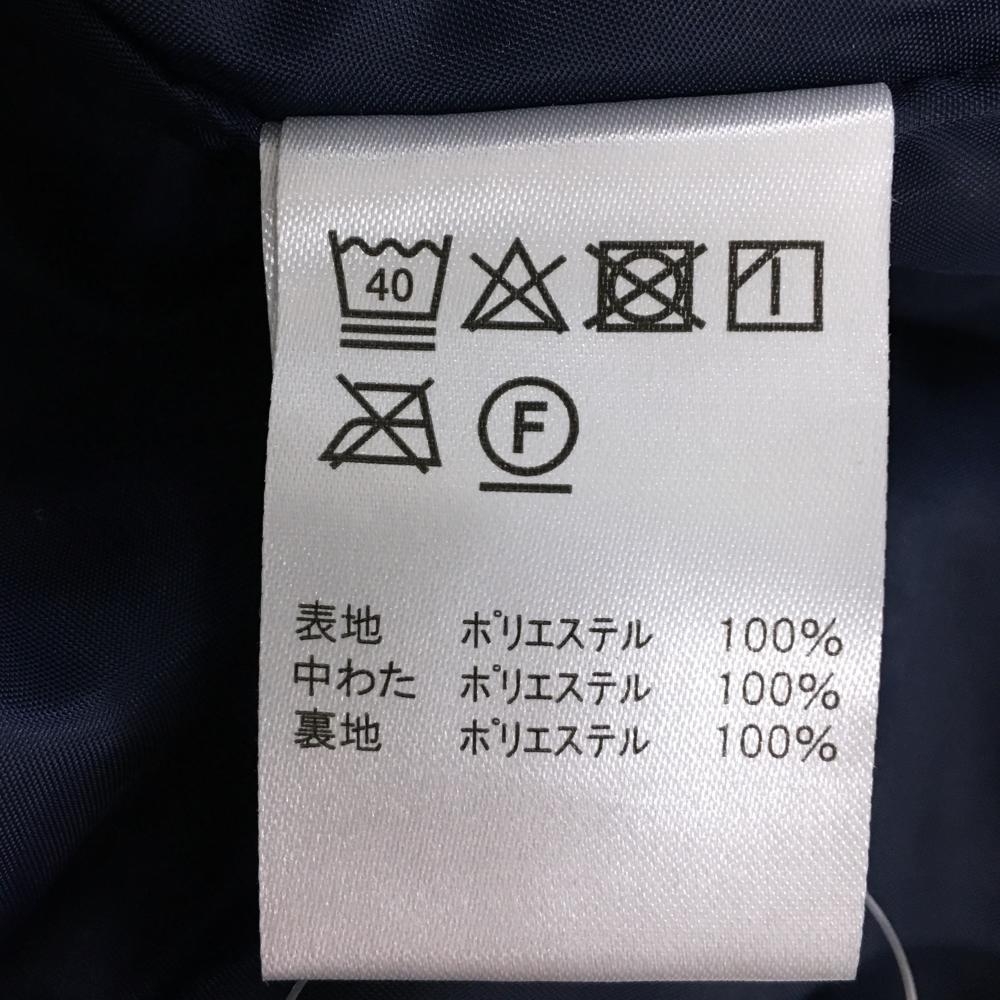 40
F
表地 ポリエステル 100%
中わた ポリエステル 100%
裏地 ポリエステル 100%